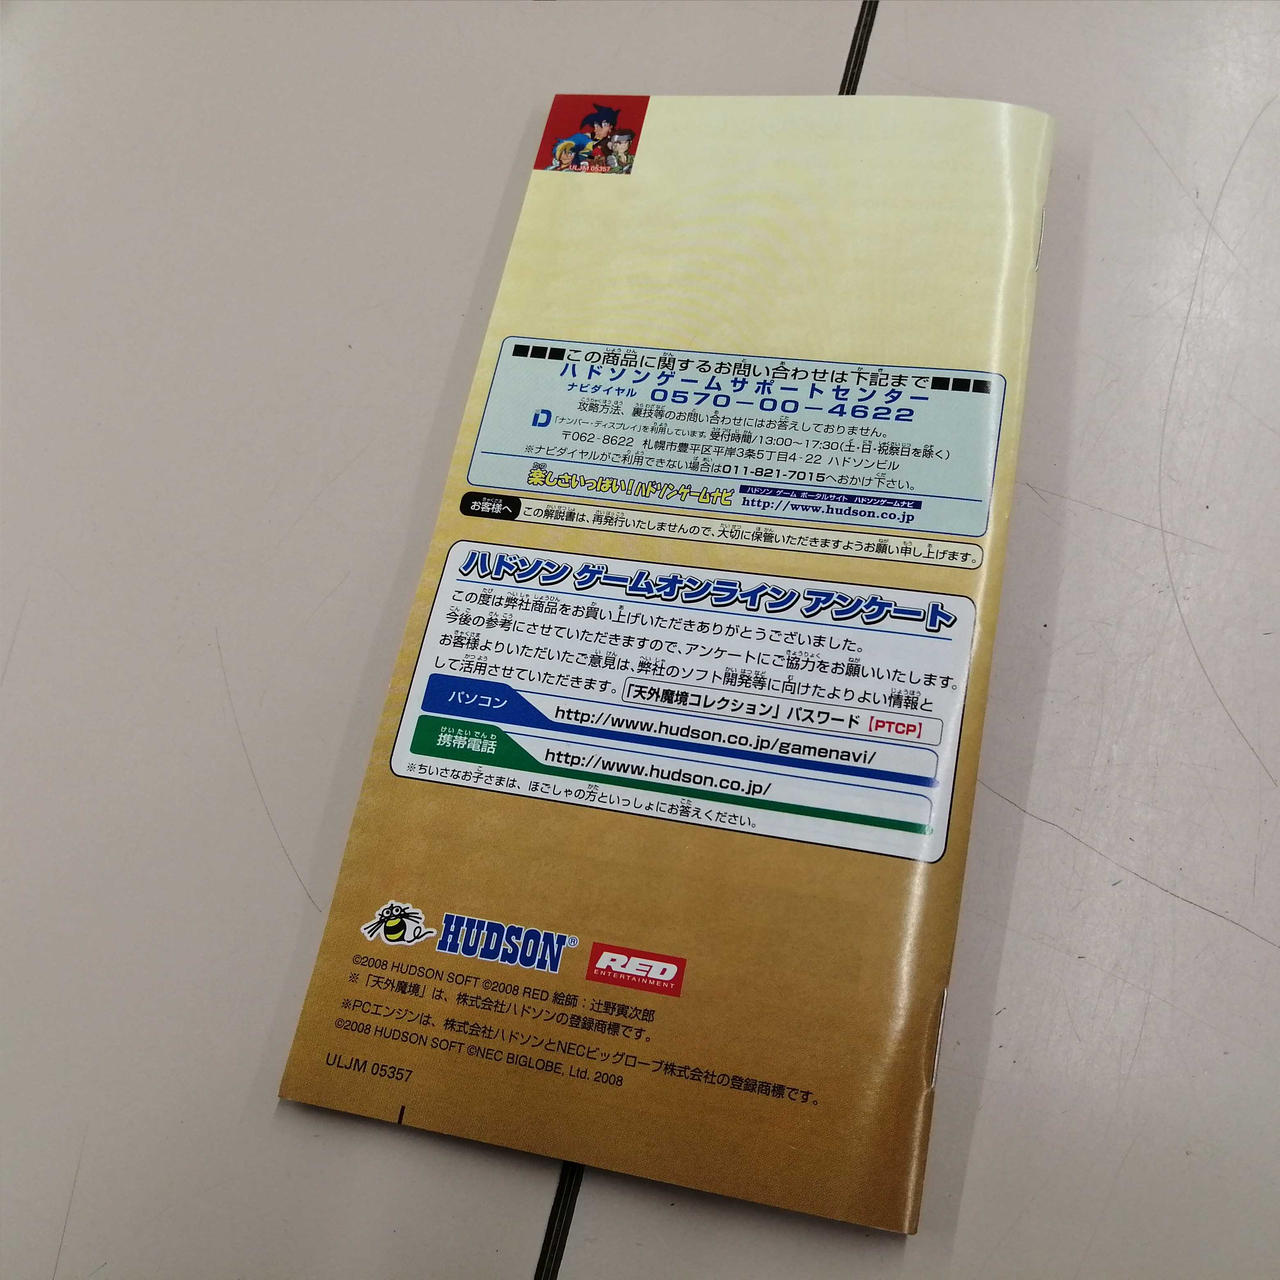 ULJM 05357
■■■この商品に関するお問い合わせは下記まで■■■
ハドソンゲームサポートセンター
ナビダイヤル 0570-00-4622
攻略方法、裏技等のお問い合わせにはお答えしておりません。
「ナンバー・ディスプレイ」を利用しています。受付時間/13:00〜17:30(土・日・祝祭日を除く)
〒062-8622 札幌市豊平区平岸3条5丁目4-22 ハドソンビル
※ナビダイヤルがご利用できない場合は011-821-7015へおかけ下さい。
楽しさいっぱい!ハドソンゲームナビ
ハドソン ゲーム ポータルサイト ハドソンゲームナビ
http://www.hudson.co.jp
お客様へ この解説書は、再発行いたしませんので、大切に保管いただきますようお願い申し上げます。
ハドソン ゲームオンライン アンケート
この度は弊社商品をお買い上げいただきありがとうございました。
今後の参考にさせていただきますので、アンケートにご協力をお願いいたします。
お客様よりいただいたご意見は、弊社のソフト開発等に向けたよりよい情報と
して活用させていただきます。
「天外魔境コレクション」パスワード【PTCP】
パソコン http://www.hudson.co.jp/gamenavi/
携帯電話 http://www.hudson.co.jp/
※ちいさなお子さまは、ほごしゃの方といっしょにお答えください。
HUDSON®
RED
ENTERTAINMENT
©2008 HUDSON SOFT ©2008 RED 絵師:辻野寅次郎
※「天外魔境」は、株式会社ハドソンの登録商標です。
※PCエンジンは、株式会社ハドソンとNECビッグローブ株式会社の登録商標です。
©2008 HUDSON SOFT ©NEC BIGLOBE, Ltd. 2008
ULJM 05357